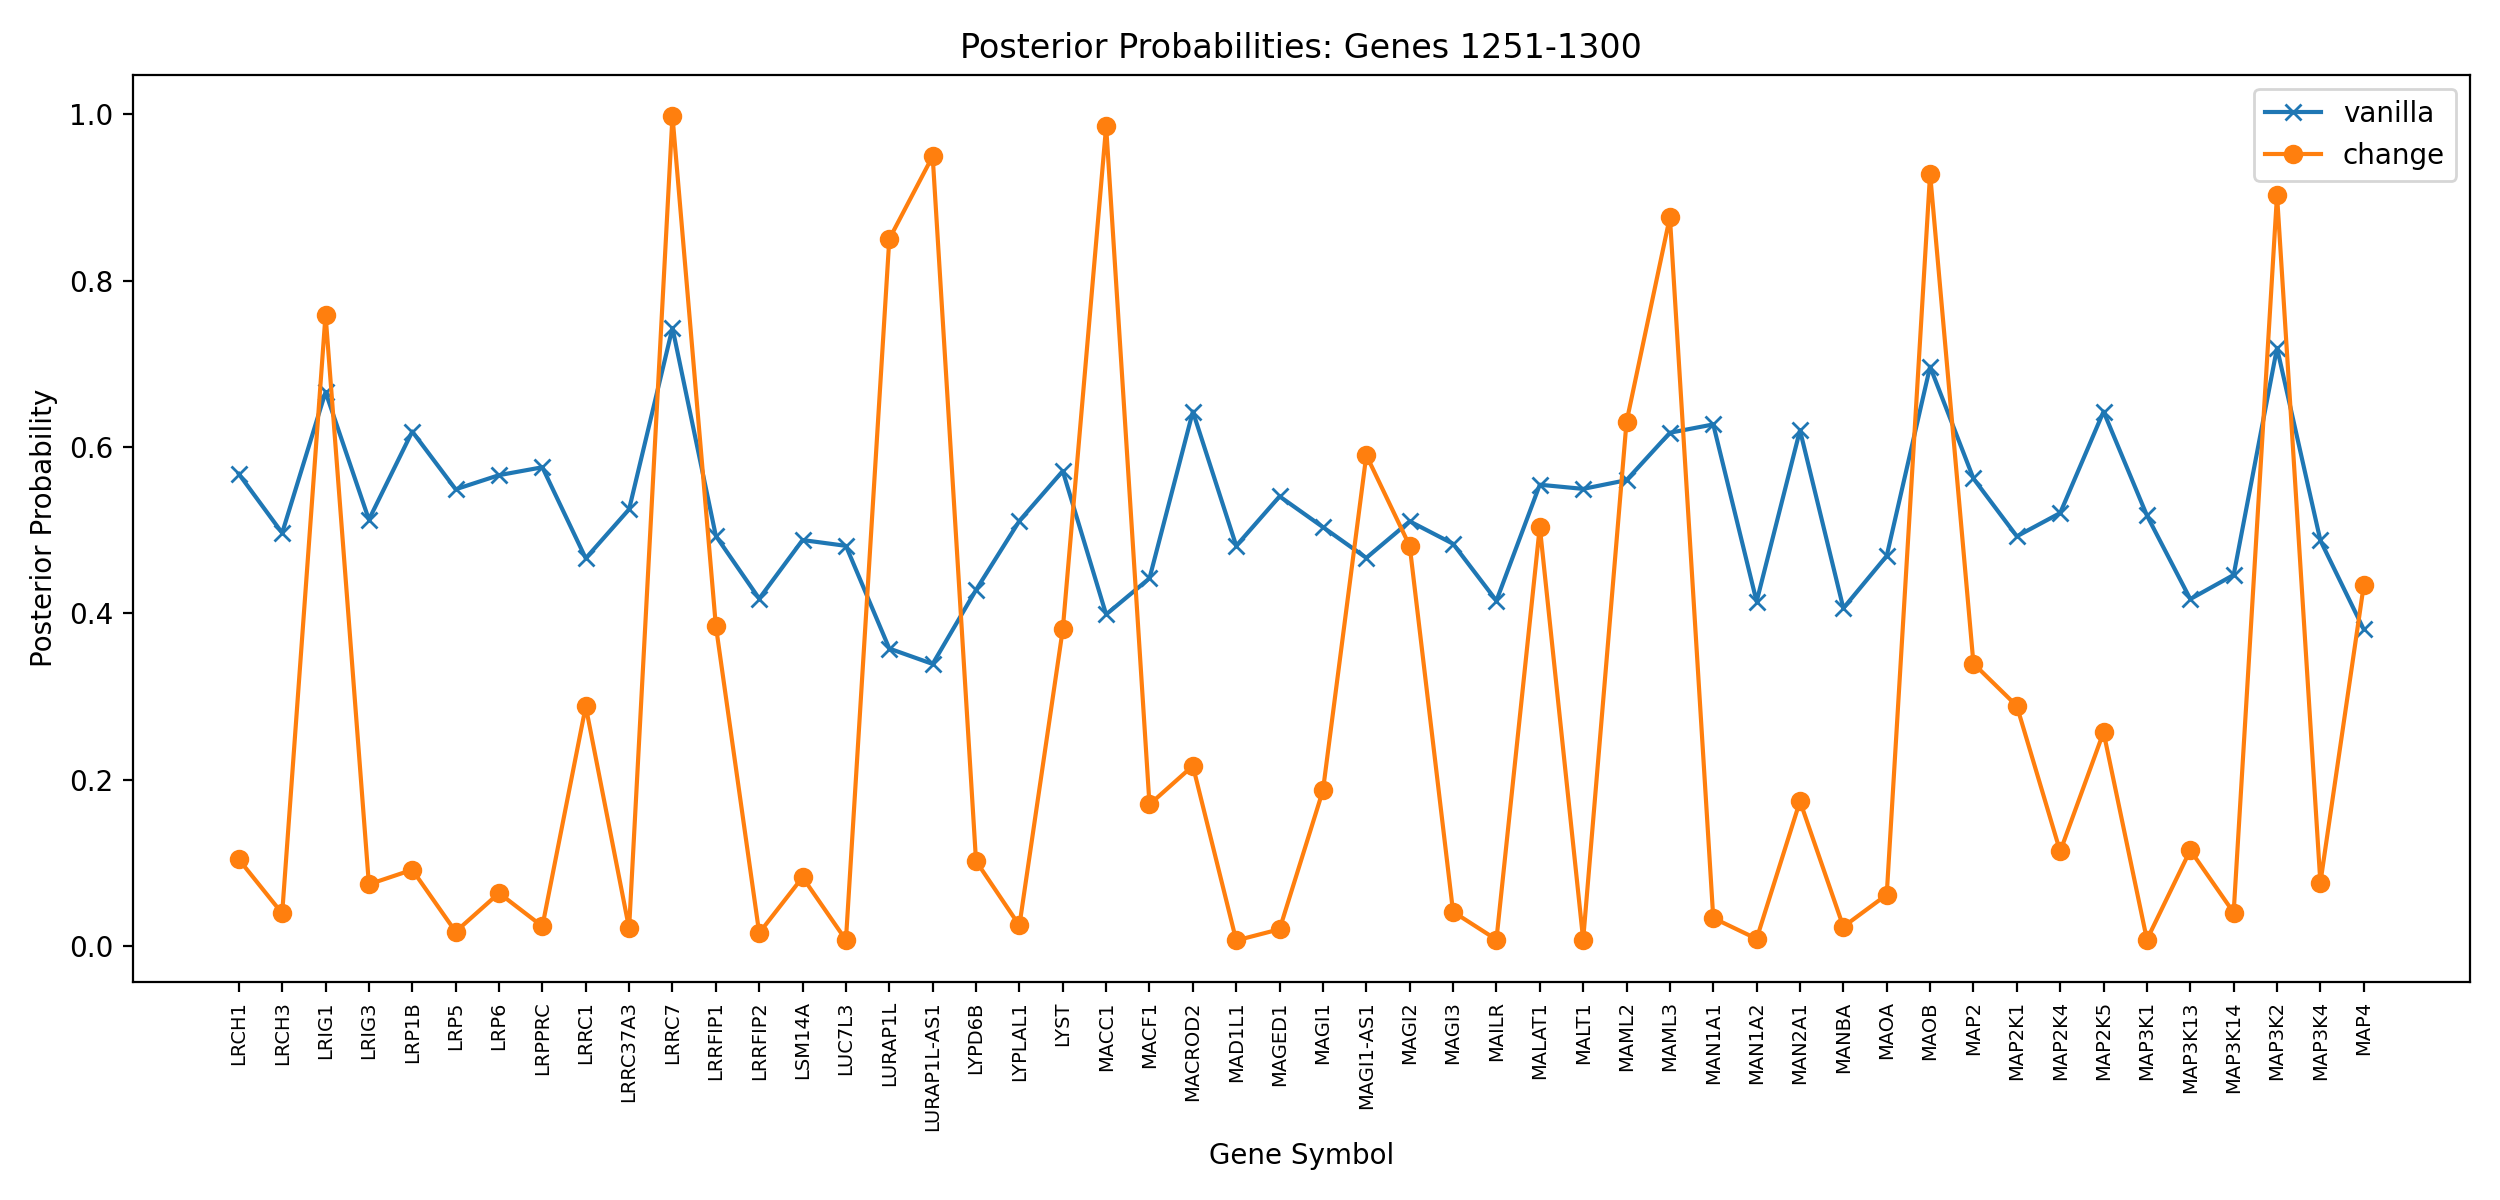 Posterior Probabilities: Genes 1251-1300
vanilla
change
Posterior Probability
1.0
0.8
0.6
0.4
0.2
0.0
LRCH1
LRCH3
LRIG1
LRIG3
LRP1B
LRP5
LRP6
LRPPRC
LRRC1
LRRC37A3
LRRC7
LRRFIP1
LRRFIP2
LSM14A
LUC7L3
LURAP1L
LURAP1L-AS1
LYPD6B
LYPLAL1
LYST
MACC1
MACF1
MACROD2
MAD1L1
MAGED1
MAGI1
MAGI1-AS1
MAGI2
MAGI3
MAILR
MALAT1
MALT1
MAML2
MAML3
MAN1A1
MAN1A2
MAN2A1
MANBA
MAOA
MAOB
MAP2
MAP2K1
MAP2K4
MAP2K5
MAP3K1
MAP3K13
MAP3K14
MAP3K2
MAP3K4
MAP4
Gene Symbol